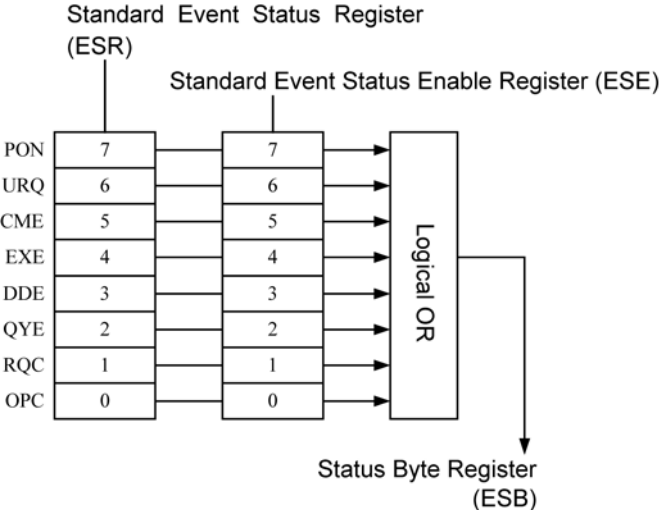 Standard Event Status Register
(ESR)
Standard Event Status Enable Register (ESE)
PON 7 7
URQ 6 6
CME 5 5
EXE 4 4
DDE 3 3
QYE 2 2
RQC 1 1
OPC 0 0
Logical OR
Status Byte Register
(ESB)